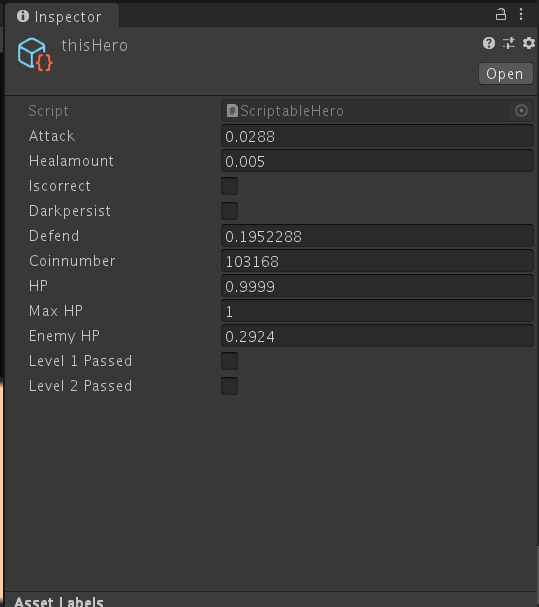 Inspector
thisHero
Open
Script ScriptableHero
Attack 0.0288
Healamount 0.005
Iscorrect
Darkpersist
Defend 0.1952288
Coinnumber 103168
HP 0.9999
Max HP 1
Enemy HP 0.2924
Level 1 Passed
Level 2 Passed
Asset Labels